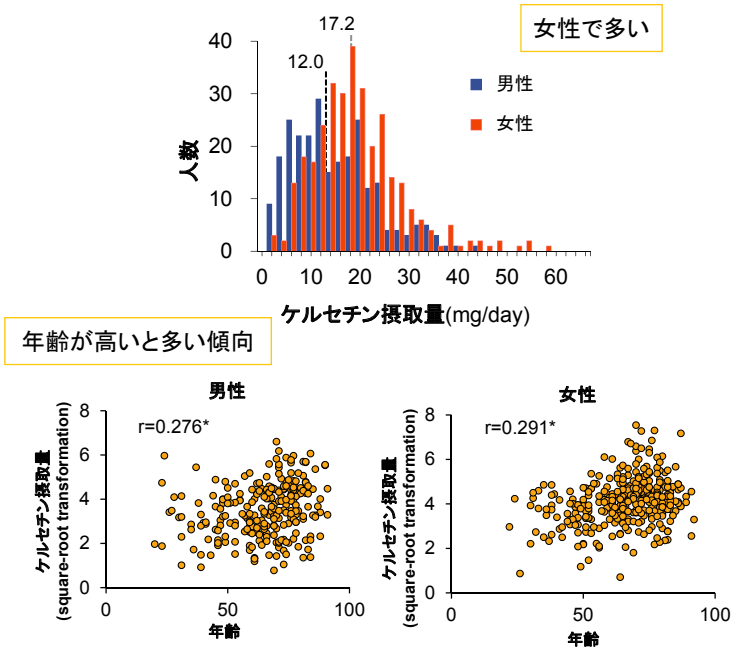 女性で多い
17.2
12.0
40
30
20
10
0
人数
男性
女性
0 10 20 30 40 50 60
ケルセチン摂取量(mg/day)
年齢が高いと多い傾向
男性
r=0.276*
8
6
4
2
0
ケルセチン摂取量
(square-root transformation)
0 50 100
年齢
女性
r=0.291*
8
6
4
2
0
ケルセチン摂取量
(square-root transformation)
0 50 100
年齢